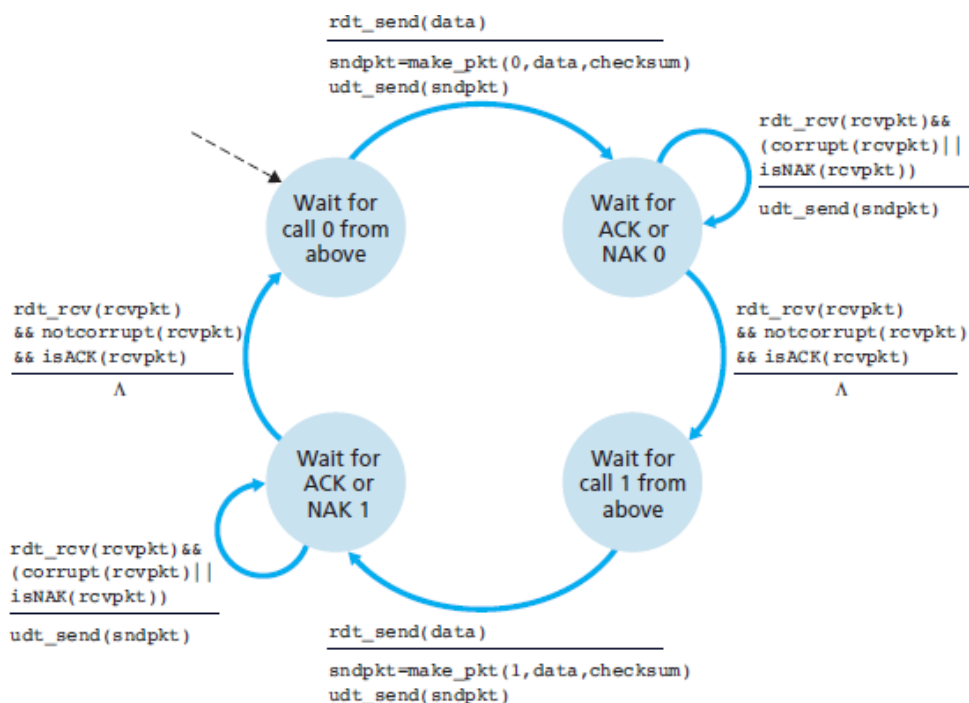 rdt_send(data)
sndpkt=make_pkt(0,data,checksum)
udt_send(sndpkt)
rdt_rcv(rcvpkt)&&
(corrupt(rcvpkt)||
isNAK(rcvpkt))
udt_send(sndpkt)
Wait for
call 0 from
above
Wait for
ACK or
NAK 0
rdt_rcv(rcvpkt)
&& notcorrupt(rcvpkt)
&& isACK(rcvpkt)
Λ
rdt_rcv(rcvpkt)
&& notcorrupt(rcvpkt)
&& isACK(rcvpkt)
Λ
Wait for
ACK or
NAK 1
Wait for
call 1 from
above
rdt_rcv(rcvpkt)&&
(corrupt(rcvpkt)||
isNAK(rcvpkt))
udt_send(sndpkt)
rdt_send(data)
sndpkt=make_pkt(1,data,checksum)
udt_send(sndpkt)